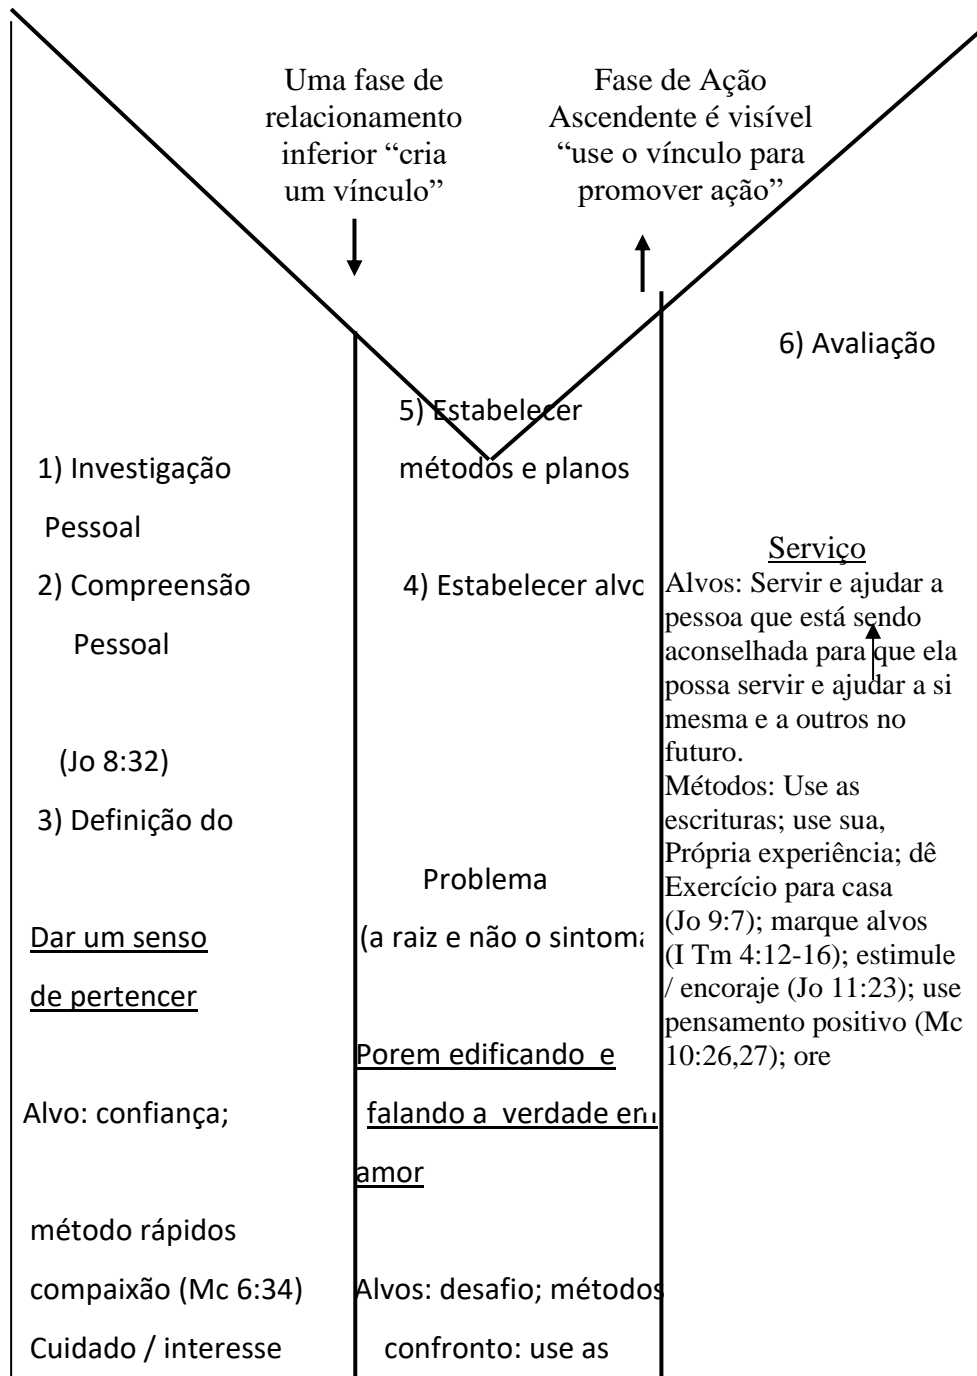 Uma fase de
relacionamento
inferior “cria
um vínculo”
Fase de Ação
Ascendente é visível
“use o vínculo para
promover ação”
6) Avaliação
5) Estabelecer
métodos e planos
4) Estabelecer alvo
1) Investigação
Pessoal
2) Compreensão
Pessoal
(Jo 8:32)
3) Definição do
Problema
(a raiz e não o sintoma
Dar um senso
de pertencer
Alvo: confiança;
método rápidos
compaixão (Mc 6:34)
Cuidado / interesse
Porem edificando e
falando a verdade em
amor
Alvos: desafio; métodos
confronto: use as
Serviço
Alvos: Servir e ajudar a
pessoa que está sendo
aconselhada para que ela
possa servir e ajudar a si
mesma e a outros no
futuro.
Métodos: Use as
escrituras; use sua,
Própria experiência; dê
Exercício para casa
(Jo 9:7); marque alvos
(I Tm 4:12-16); estimule
/ encoraje (Jo 11:23); use
pensamento positivo (Mc
10:26,27); ore